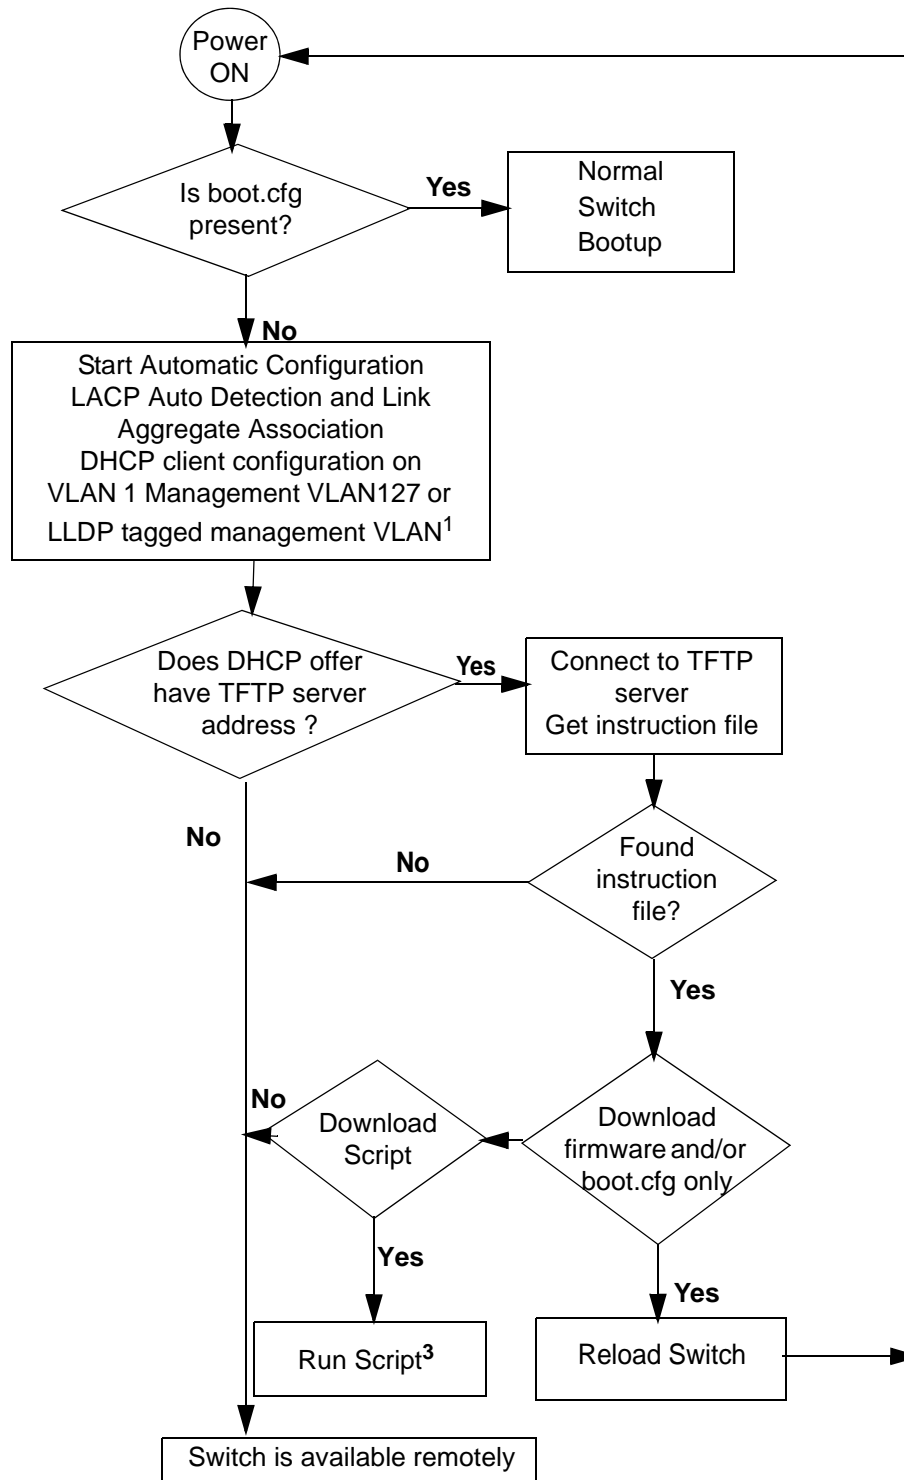 Power
ON
Is boot.cfg
present?
Yes
Normal
Switch
Bootup
No
Start Automatic Configuration
LACP Auto Detection and Link
Aggregate Association
DHCP client configuration on
VLAN 1 Management VLAN127 or
LLDP tagged management VLAN1
Does DHCP offer
have TFTP server
address ?
Yes
Connect to TFTP
server
Get instruction file
No
No
Found
instruction
file?
Yes
No
Download
Script
Download
firmware and/or
boot.cfg only
Yes
Yes
Run Script3
Reload Switch
Switch is available remotely